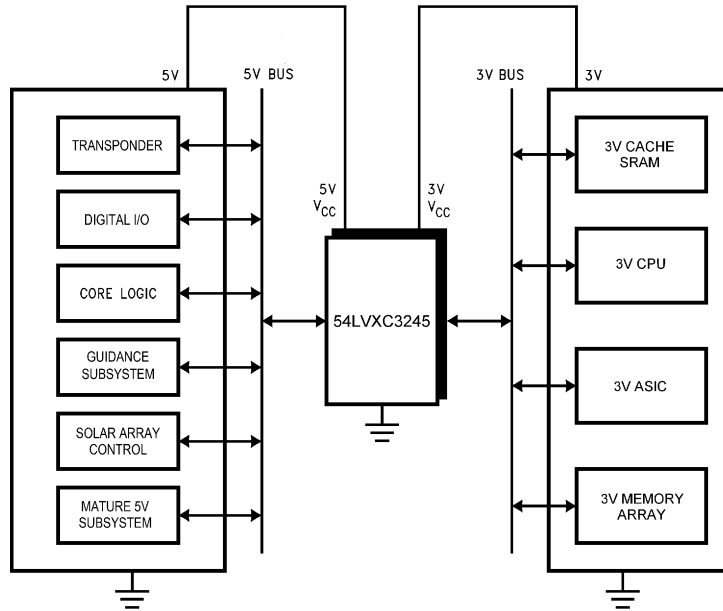 5V
5V BUS
3V BUS
3V
TRANSPONDER
DIGITAL I/O
CORE LOGIC
GUIDANCE
SUBSYSTEM
SOLAR ARRAY
CONTROL
MATURE 5V
SUBSYSTEM
5V
VCC
3V
VCC
54LVXC3245
3V CACHE
SRAM
3V CPU
3V ASIC
3V MEMORY
ARRAY